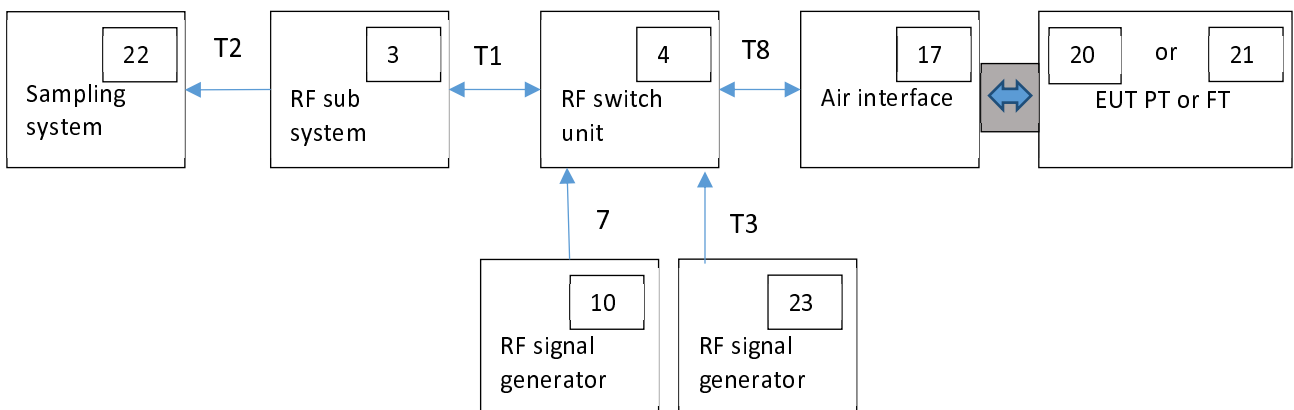 22
Sampling
system
T2
3
RF sub
system
T1
4
RF switch
unit
T8
17
Air interface
20 or 21
EUT PT or FT
7
T3
10
RF signal
generator
23
RF signal
generator